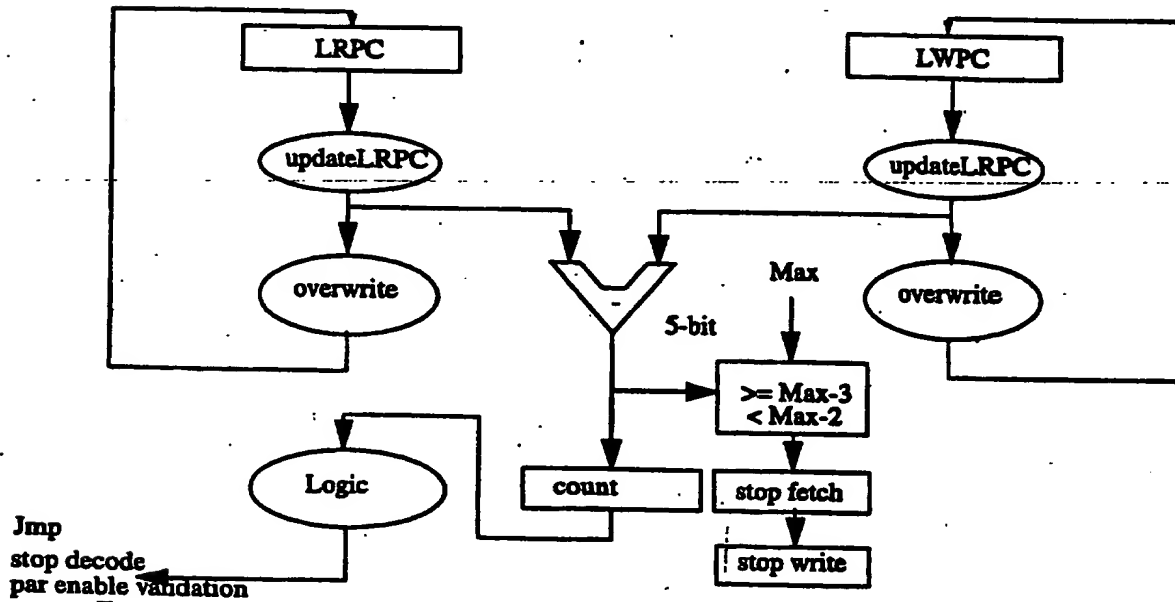 LRPC
LWPC
updateLRPC
updateLRPC
overwrite
-
Max
overwrite
5-bit
>= Max-3
< Max-2
Logic
count
stop fetch
stop write
Jmp
stop decode
par enable validation